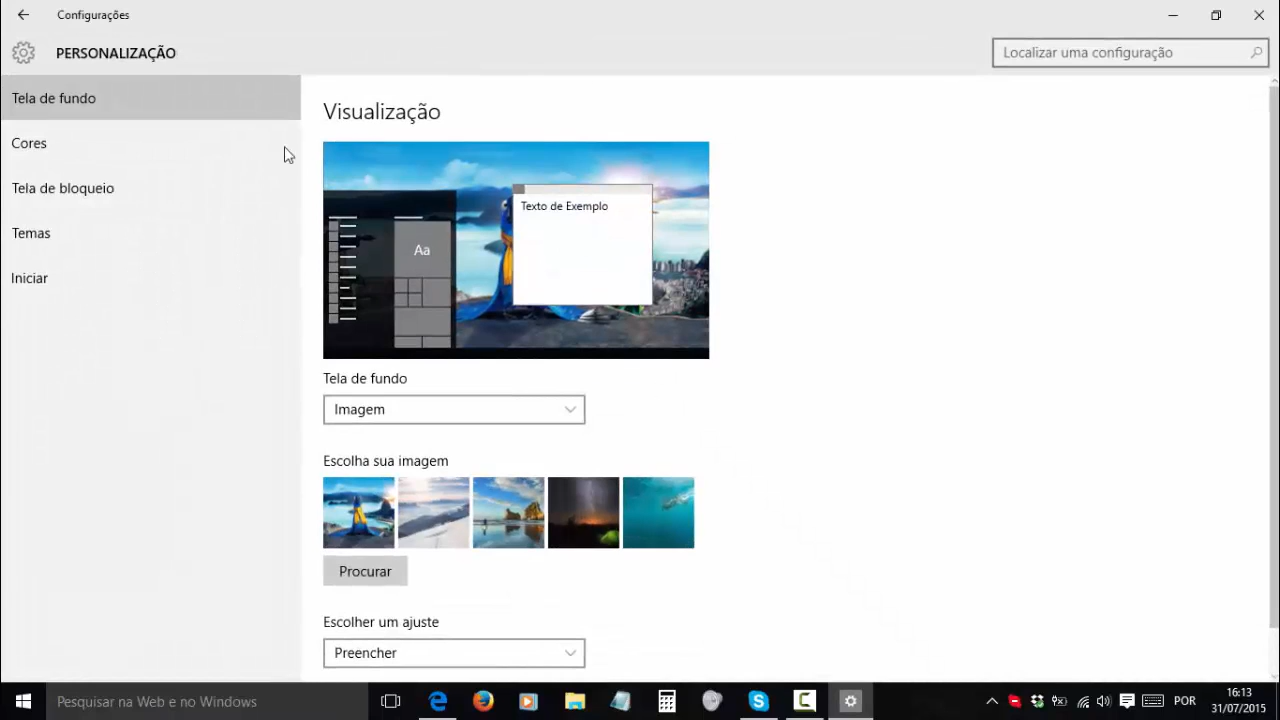 Configurações
PERSONALIZAÇÃO
Localizar uma configuração
Tela de fundo
Cores
Tela de bloqueio
Temas
Iniciar
Visualização
Texto de Exemplo
Aa
Tela de fundo
Imagem
Escolha sua imagem
Procurar
Escolher um ajuste
Preencher
Pesquisar na Web e no Windows
POR
16:13
31/07/2015